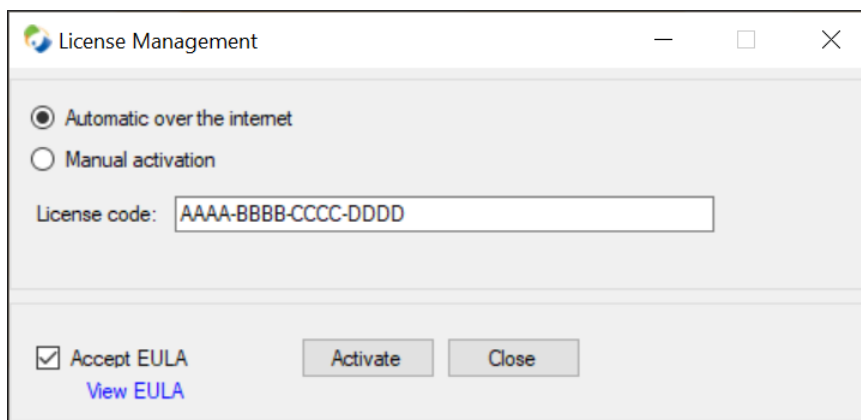 License Management
Automatic over the internet
Manual activation
License code: AAAA-BBBB-CCCC-DDDD
Accept EULA Activate Close
View EULA